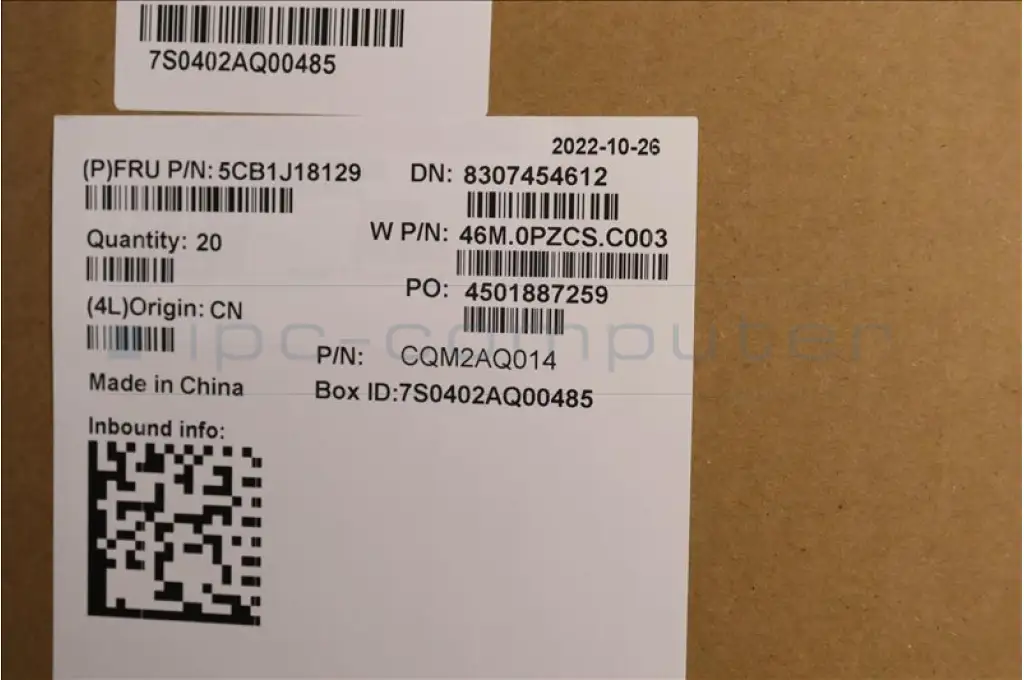 7S0402AQ00485
2022-10-26
(P)FRU P/N: 5CB1J18129
DN: 8307454612
W P/N: 46M.0PZCS.C003
Quantity: 20
PO: 4501887259
(4L)Origin: CN
ipc-computer
P/N: CQM2AQ014
Made in China
Box ID:7S0402AQ00485
Inbound info: